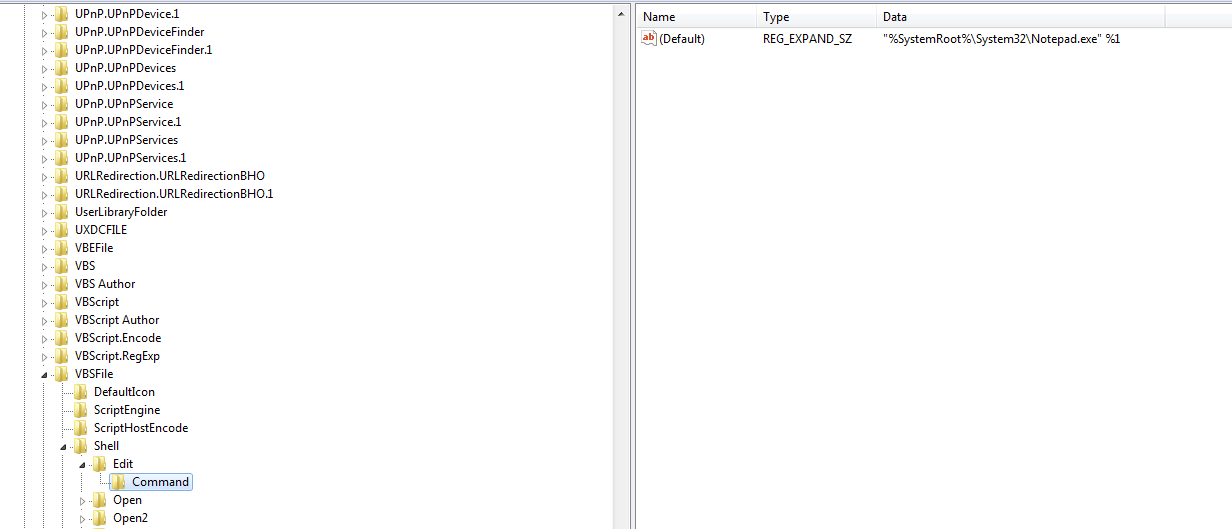 UPnP.UPnPDevice.1
UPnP.UPnPDeviceFinder
UPnP.UPnPDeviceFinder.1
UPnP.UPnPDevices
UPnP.UPnPDevices.1
UPnP.UPnPService
UPnP.UPnPService.1
UPnP.UPnPServices
UPnP.UPnPServices.1
URLRedirection.URLRedirectionBHO
URLRedirection.URLRedirectionBHO.1
UserLibraryFolder
UXDCFILE
VBEFile
VBS
VBS Author
VBScript
VBScript Author
VBScript.Encode
VBScript.RegExp
VBSFile
DefaultIcon
ScriptEngine
ScriptHostEncode
Shell
Edit
Command
Open
Open2
Name Type Data
ab (Default) REG_EXPAND_SZ "%SystemRoot%\System32\Notepad.exe" %1